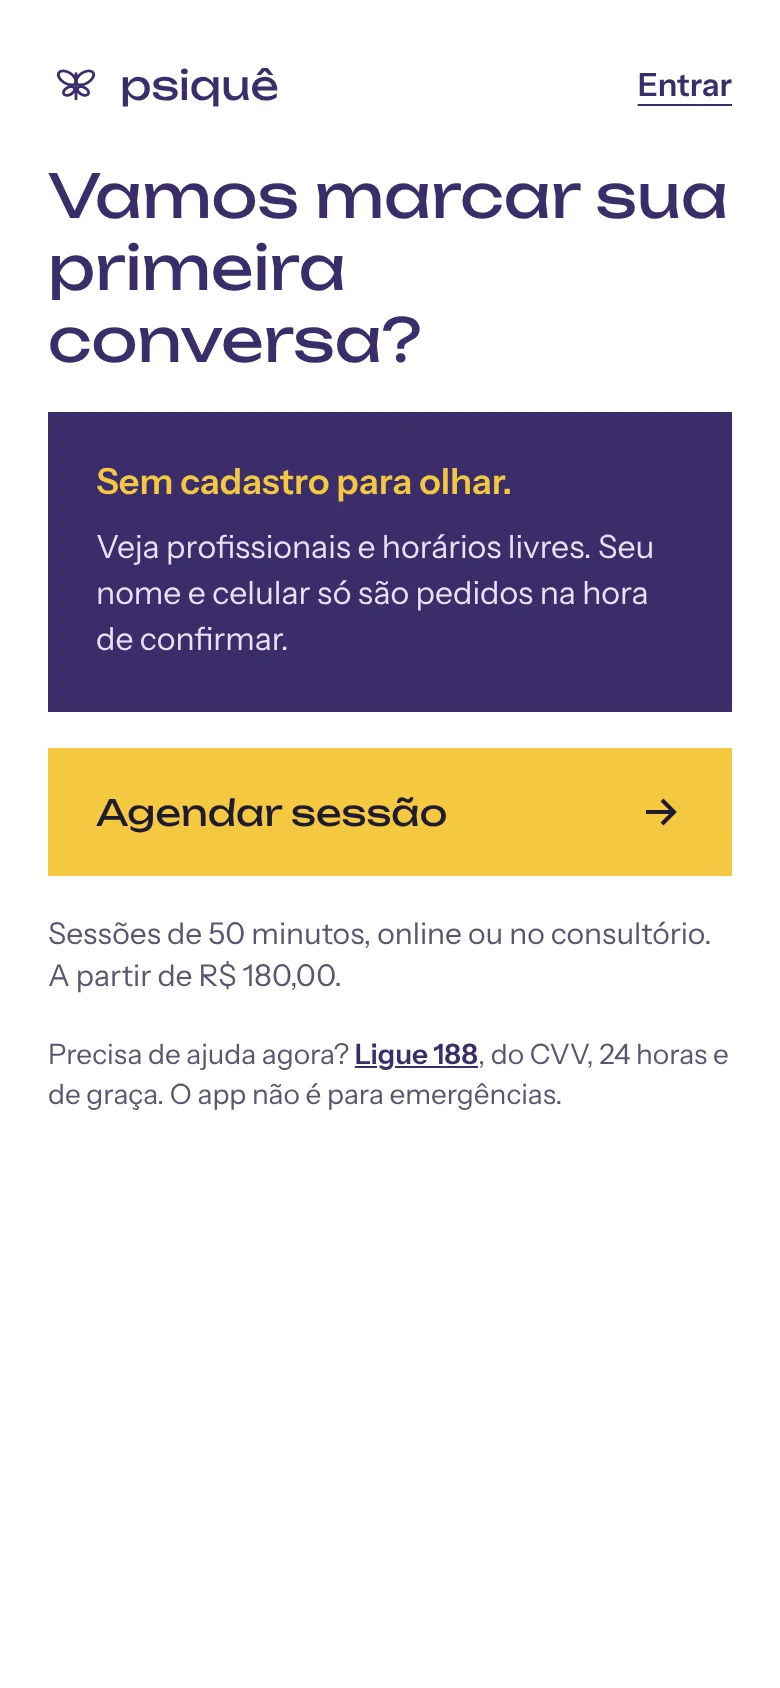 psiquê
Entrar
Vamos marcar sua
primeira
conversa?
Sem cadastro para olhar.
Veja profissionais e horários livres. Seu
nome e celular só são pedidos na hora
de confirmar.
Agendar sessão
Sessões de 50 minutos, online ou no consultório.
A partir de R$ 180,00.
Precisa de ajuda agora? Ligue 188, do CVV, 24 horas e
de graça. O app não é para emergências.